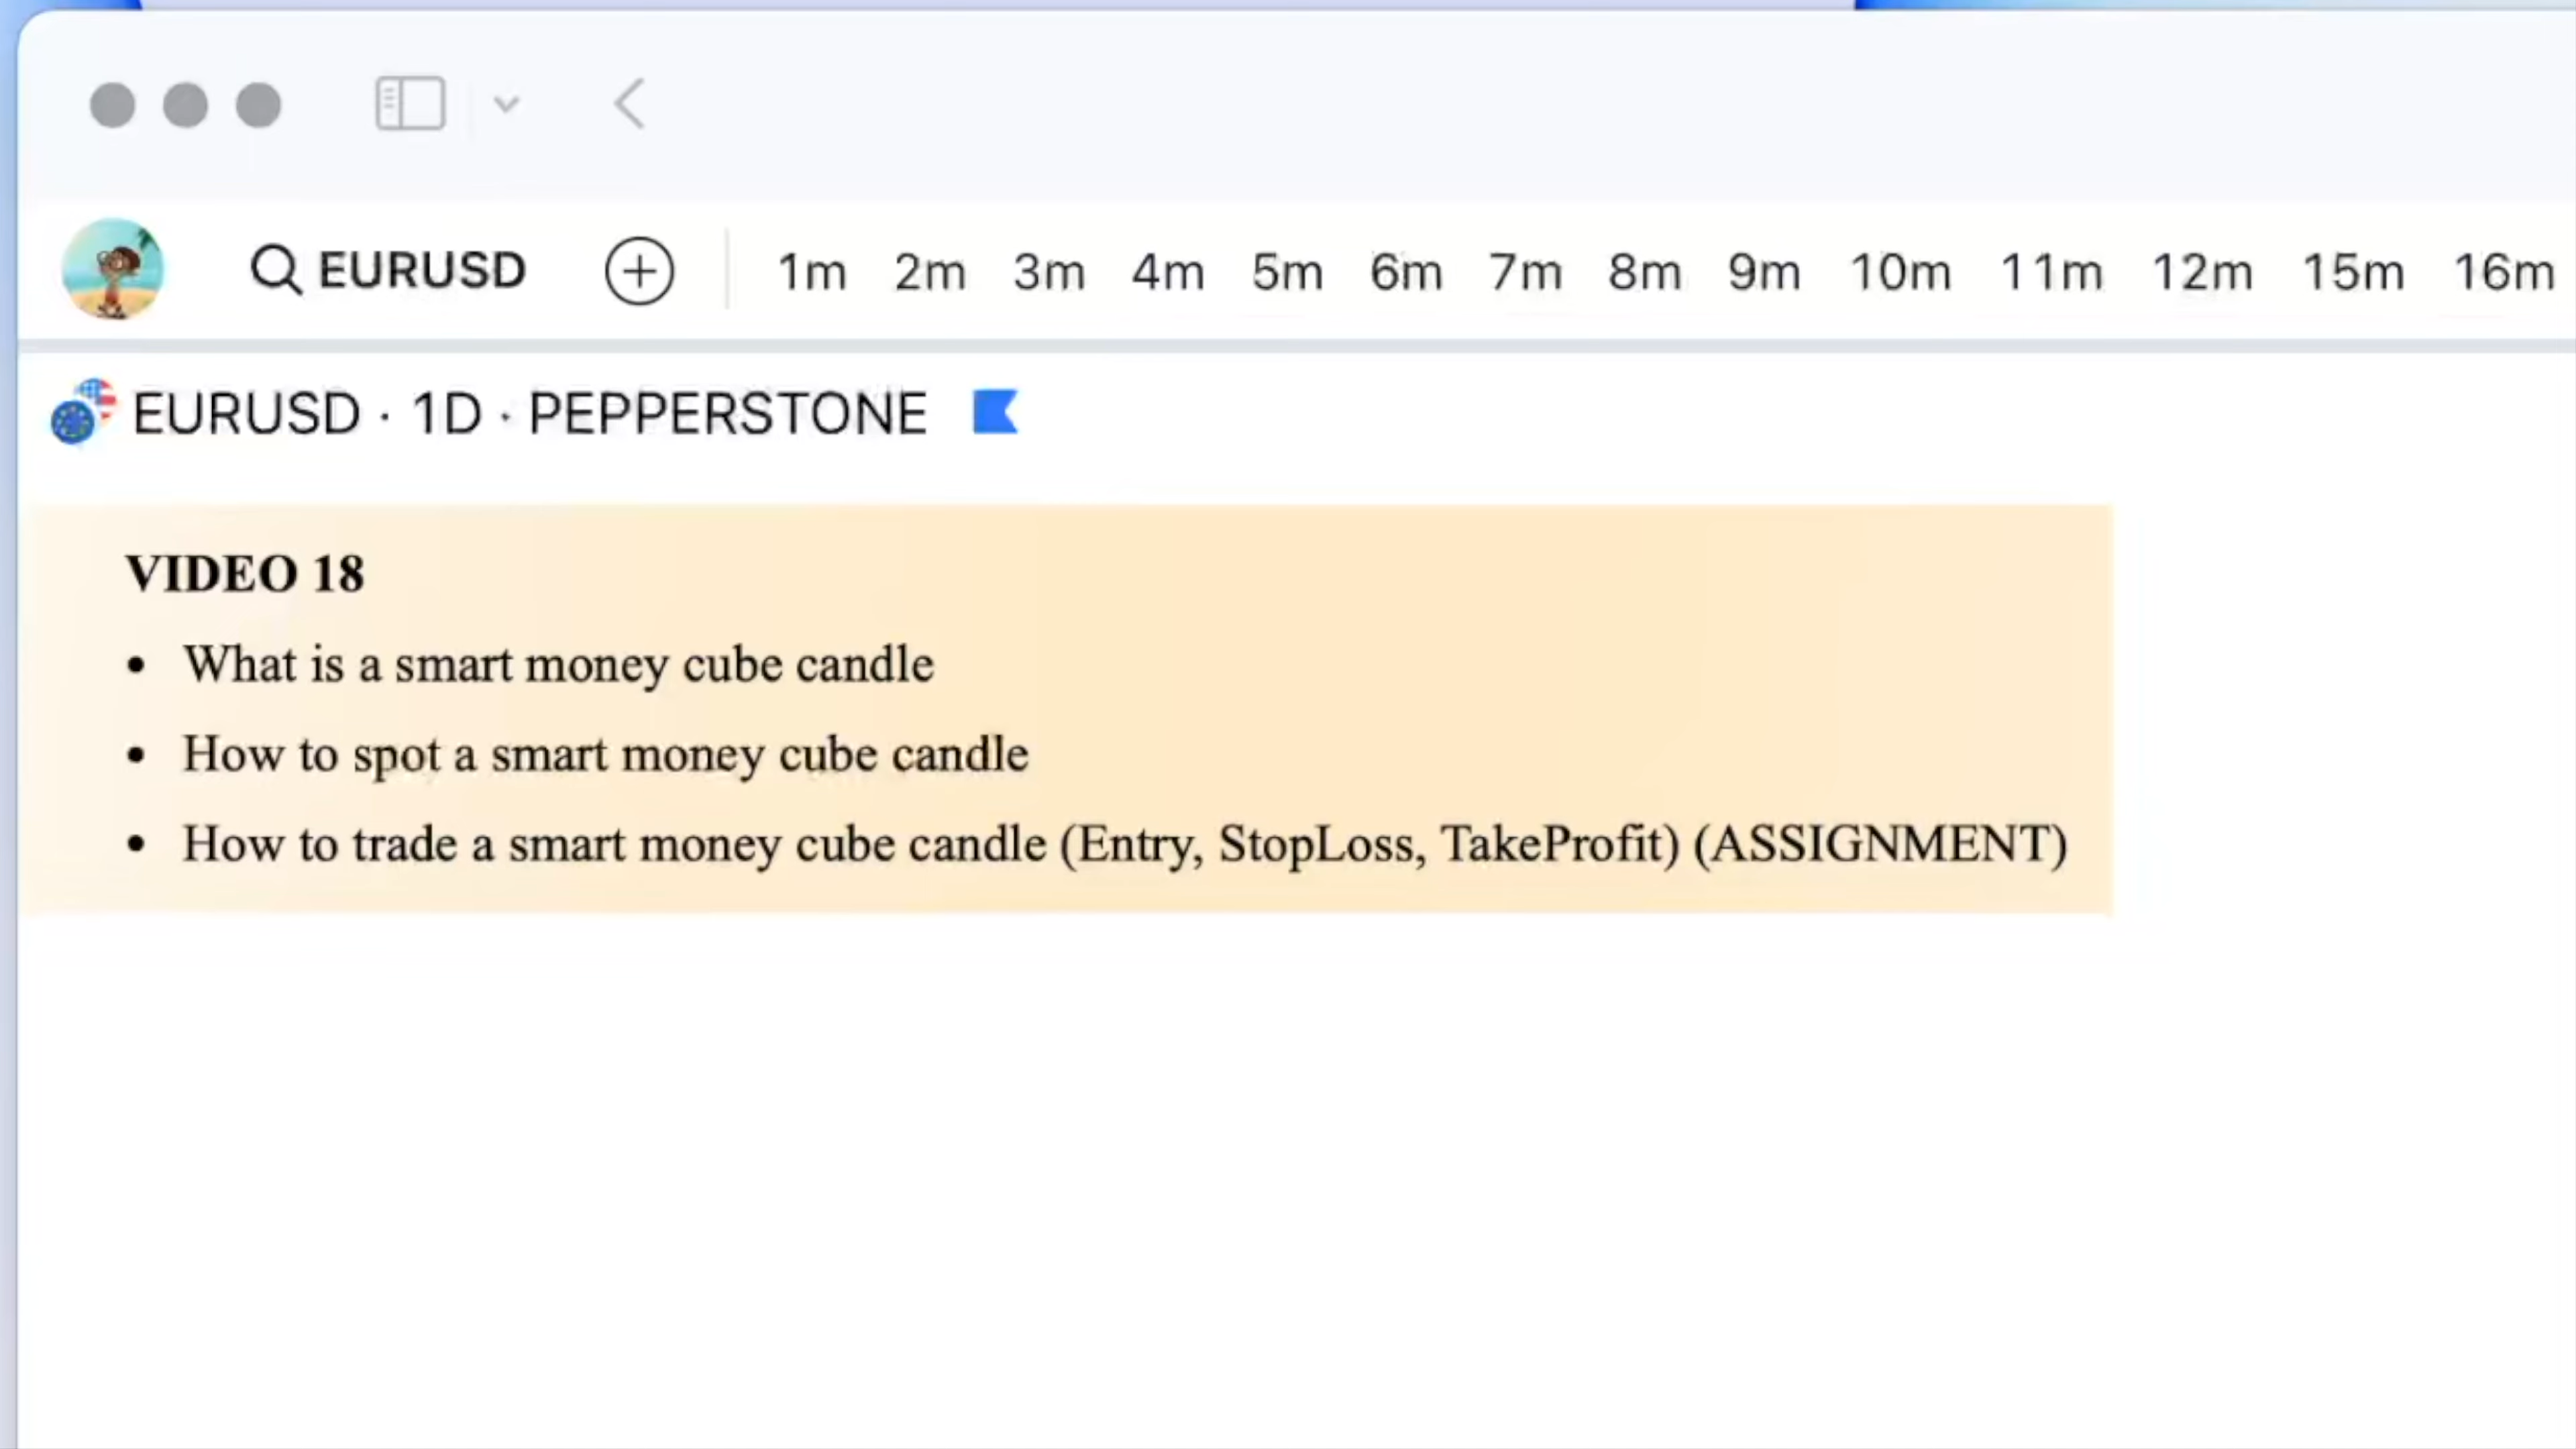 EURUSD 1m 2m 3m 4m 5m 6m 7m 8m 9m 10m 11m 12m 15m 16m
EURUSD · 1D · PEPPERSTONE
VIDEO 18
• What is a smart money cube candle
• How to spot a smart money cube candle
• How to trade a smart money cube candle (Entry, StopLoss, TakeProfit) (ASSIGNMENT)